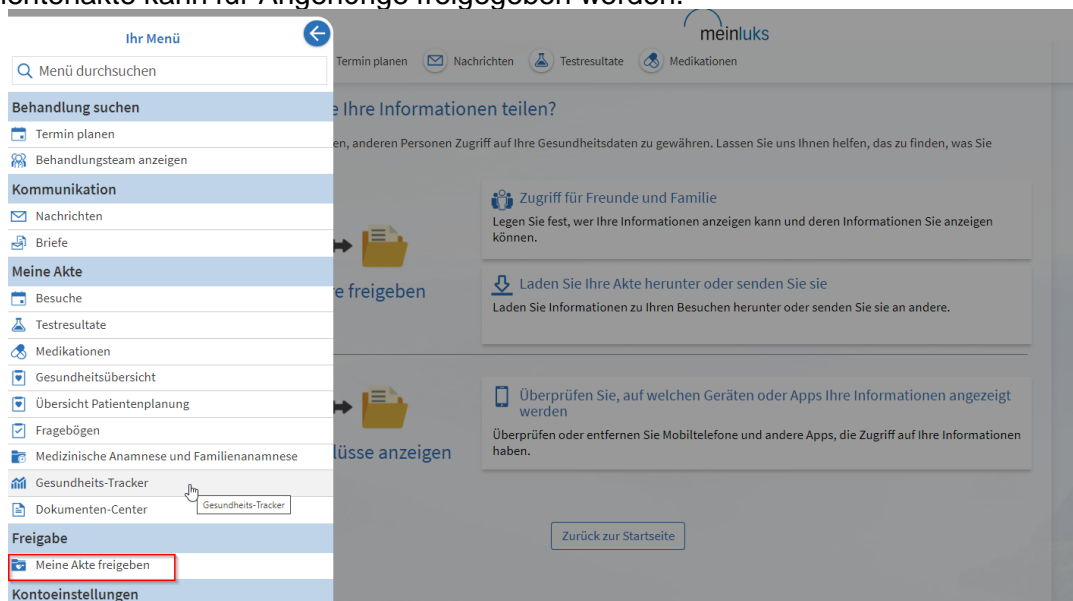 kann für Angehörige freigegeben werden.
Ihr Menü
Menü durchsuchen
Behandlung suchen
Termin planen
Behandlungsteam anzeigen
Kommunikation
Nachrichten
Briefe
Meine Akte
Besuche
Testresultate
Medikationen
Gesundheitsübersicht
Übersicht Patientenplanung
Fragebögen
Medizinische Anamnese und Familienanamnese
Gesundheits-Tracker
Gesundheits-Tracker
Dokumenten-Center
Freigabe
Meine Akte freigeben
Kontoeinstellungen
meinluks
Termin planen Nachrichten Testresultate Medikationen
Ihre Informationen teilen?
anderen Personen Zugriff auf Ihre Gesundheitsdaten zu gewähren. Lassen Sie uns Ihnen helfen, das zu finden, was Sie
freigeben
Zugriff für Freunde und Familie
Legen Sie fest, wer Ihre Informationen anzeigen kann und deren Informationen Sie anzeigen
können.
Laden Sie Ihre Akte herunter oder senden Sie sie
Laden Sie Informationen zu Ihren Besuchen herunter oder senden Sie sie an andere.
anzeigen
Überprüfen Sie, auf welchen Geräten oder Apps Ihre Informationen angezeigt
werden
Überprüfen oder entfernen Sie Mobiltelefone und andere Apps, die Zugriff auf Ihre Informationen
haben.
Zurück zur Startseite